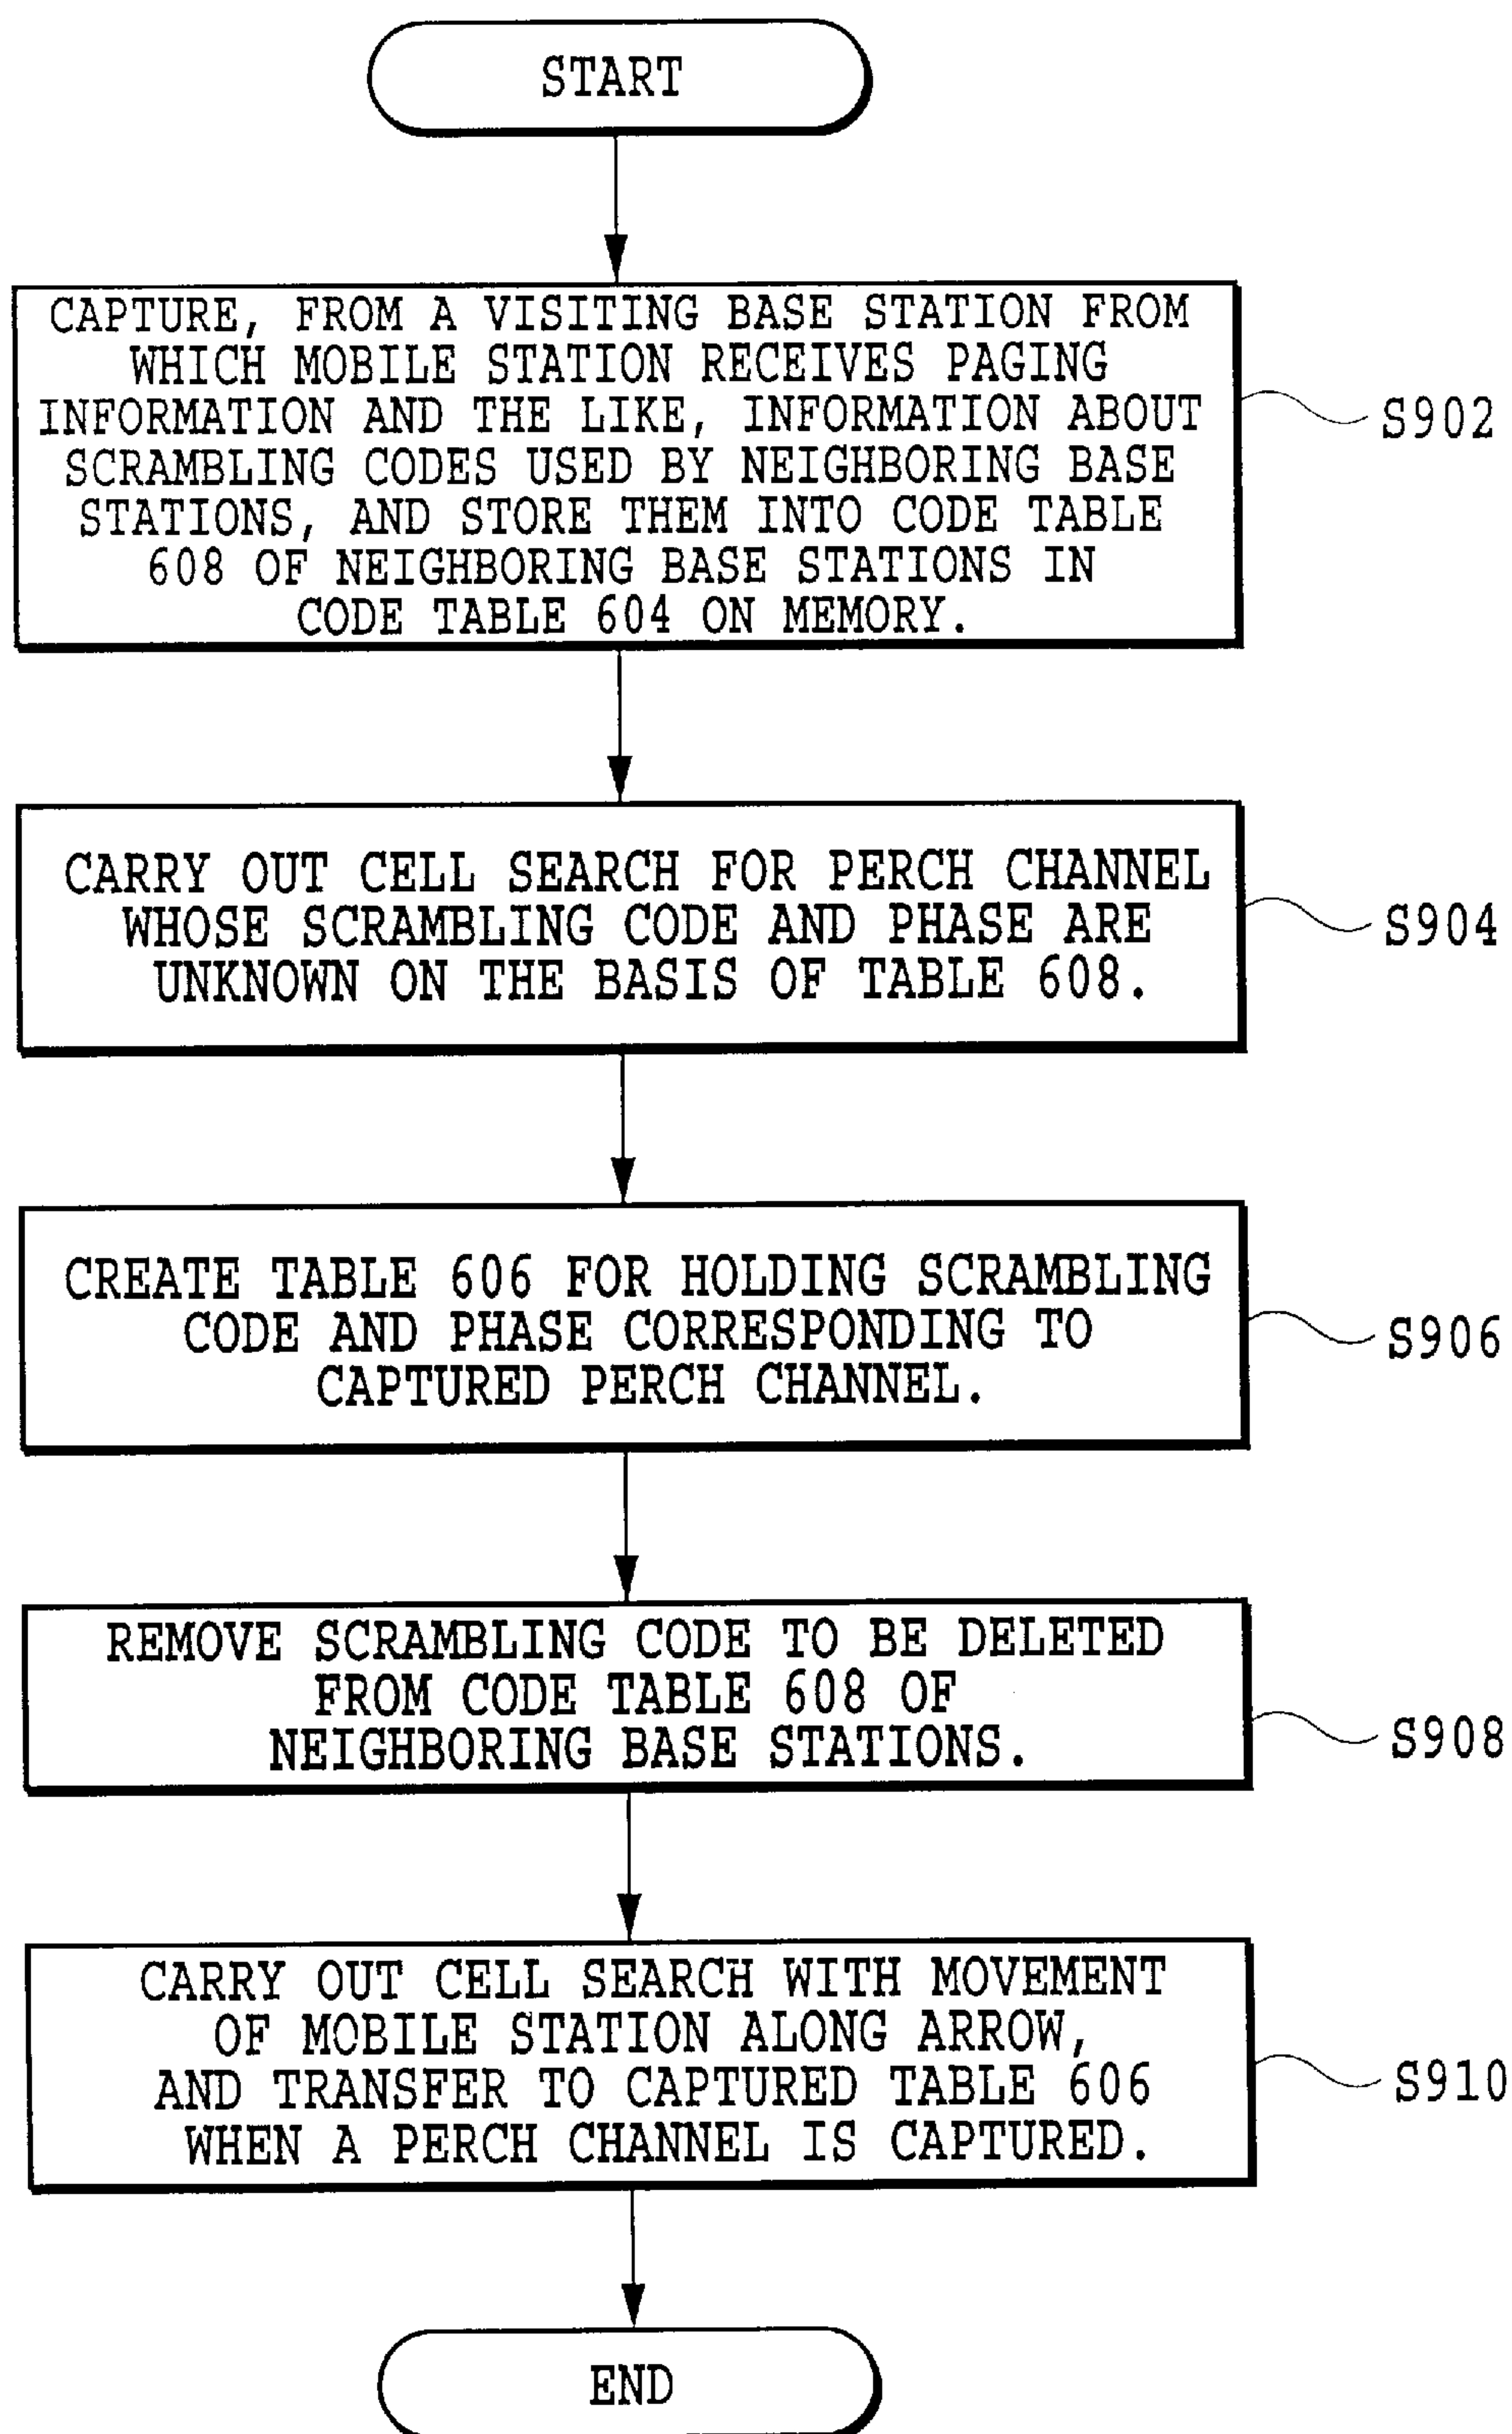 START
CAPTURE, FROM A VISITING BASE STATION FROM
WHICH MOBILE STATION RECEIVES PAGING
INFORMATION AND THE LIKE, INFORMATION ABOUT
SCRAMBLING CODES USED BY NEIGHBORING BASE
STATIONS, AND STORE THEM INTO CODE TABLE
608 OF NEIGHBORING BASE STATIONS IN
CODE TABLE 604 ON MEMORY.
S902
CARRY OUT CELL SEARCH FOR PERCH CHANNEL
WHOSE SCRAMBLING CODE AND PHASE ARE
UNKNOWN ON THE BASIS OF TABLE 608.
S904
CREATE TABLE 606 FOR HOLDING SCRAMBLING
CODE AND PHASE CORRESPONDING TO
CAPTURED PERCH CHANNEL.
S906
REMOVE SCRAMBLING CODE TO BE DELETED
FROM CODE TABLE 608 OF
NEIGHBORING BASE STATIONS.
S908
CARRY OUT CELL SEARCH WITH MOVEMENT
OF MOBILE STATION ALONG ARROW,
AND TRANSFER TO CAPTURED TABLE 606
WHEN A PERCH CHANNEL IS CAPTURED.
S910
END